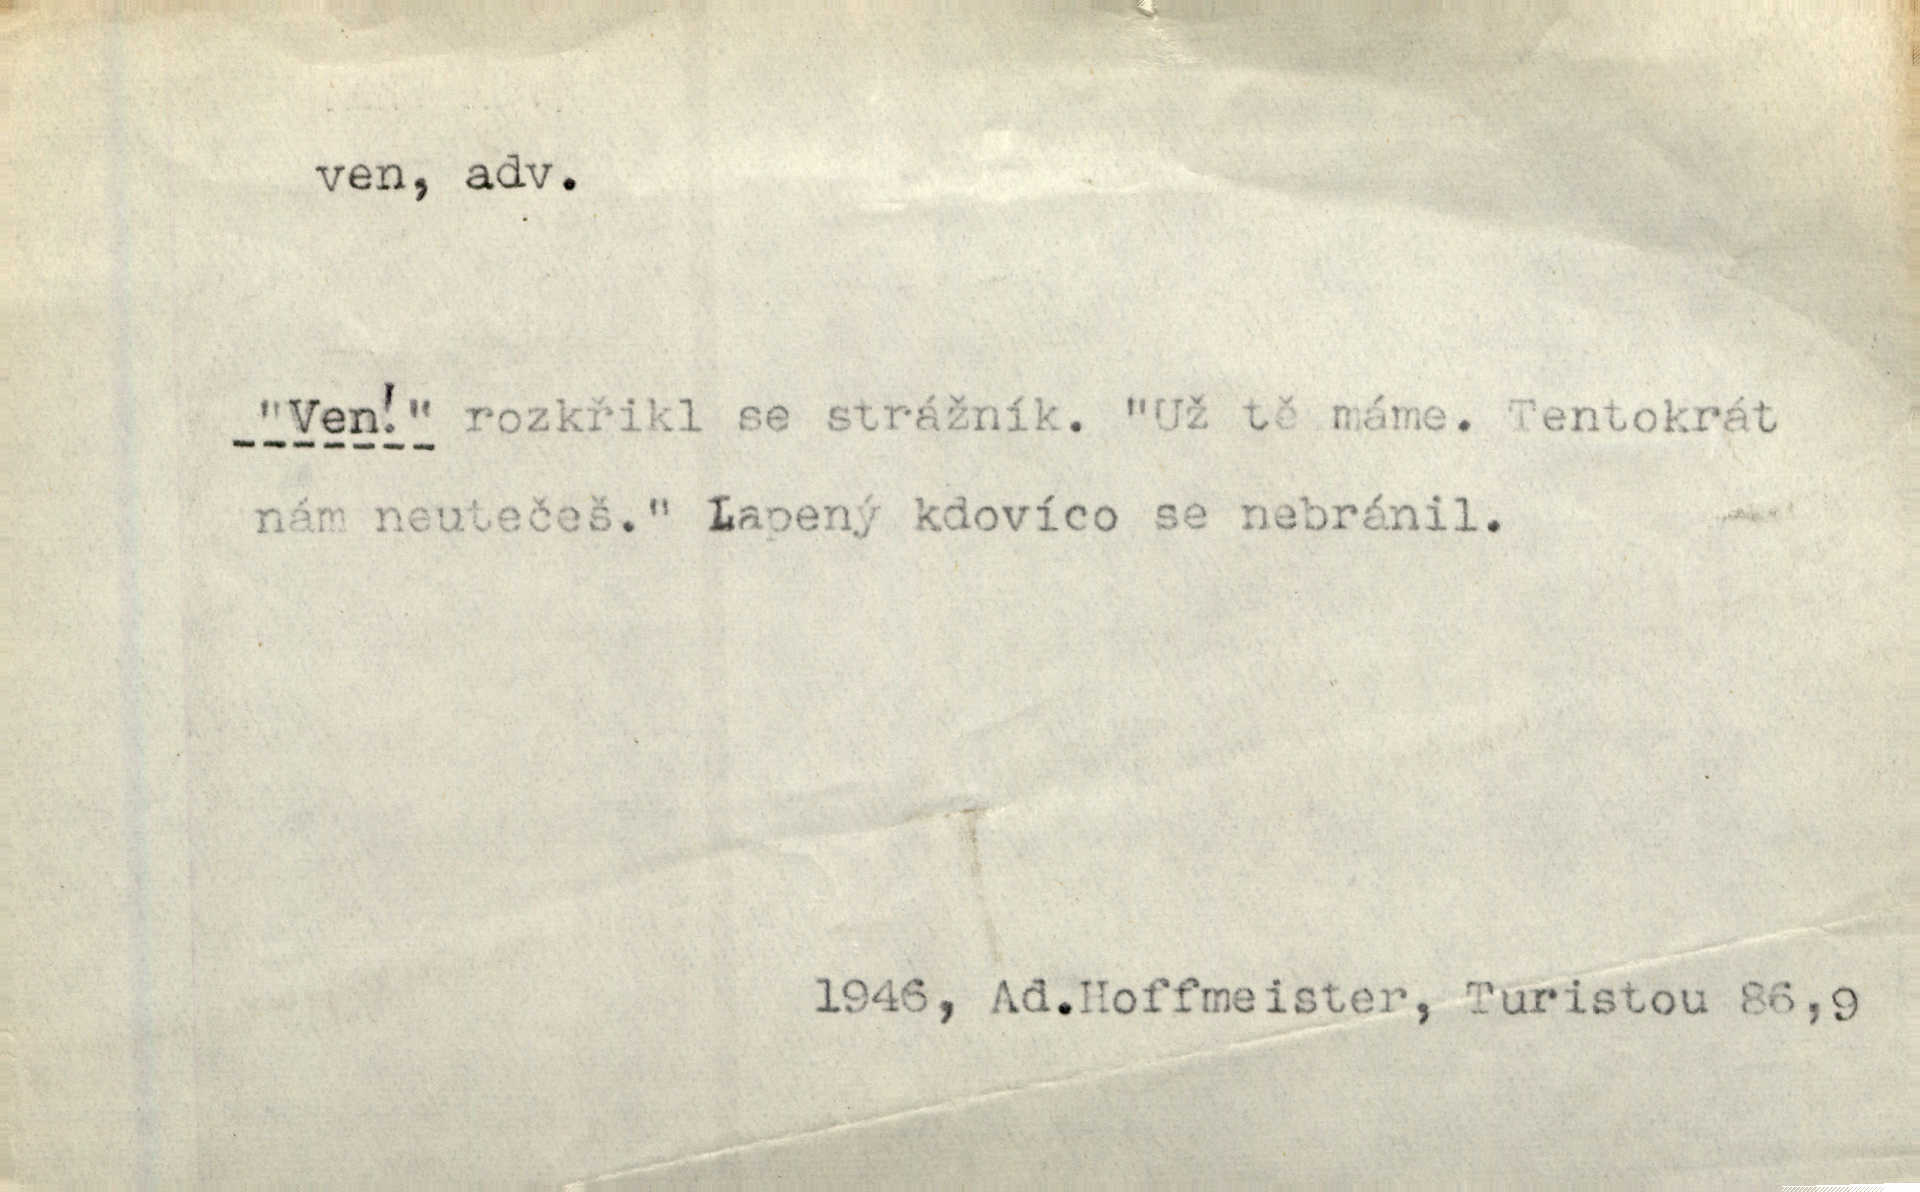 ven, adv.
"Ven!" rozkřikl se strážník. "Už tě máme. Tentokrát
nám neutečeš." Lapený kdovíco se nebránil.
1946, Ad.Hoffmeister, Turistou 86,9